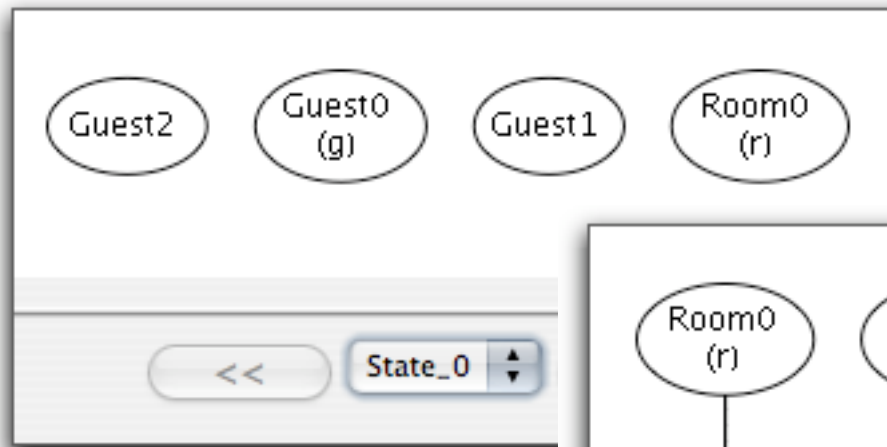 Guest2
Guest0
(g)
Guest1
Room0
(r)
<<
State_0
Room0
(r)